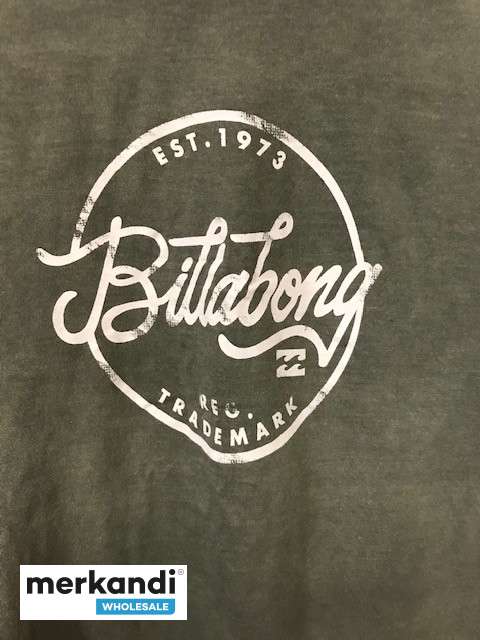 EST. 1973
Billabong
REG.
TRADEMARK
merkandi®
WHOLESALE